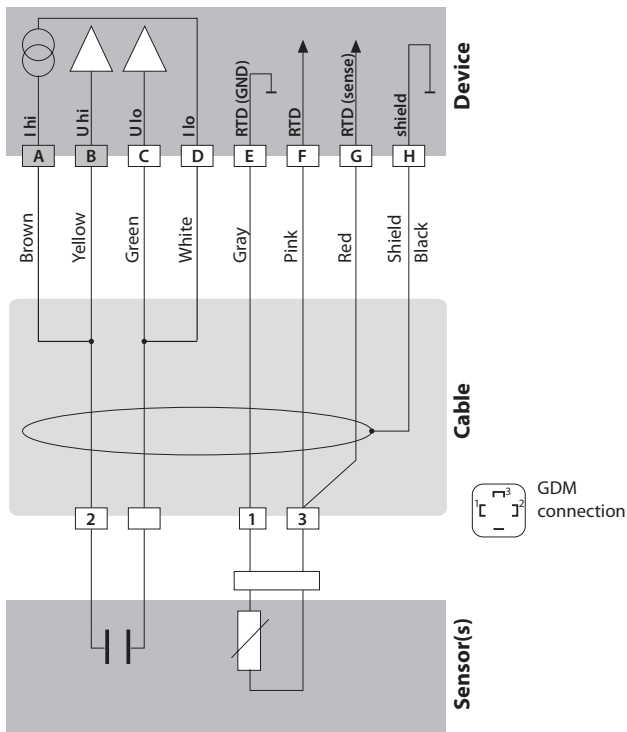 I hi
U hi
U lo
I lo
RTD (GND)
RTD
RTD (sense)
shield
Device
A
B
C
D
E
F
G
H
Brown
Yellow
Green
White
Gray
Pink
Red
Shield
Black
Cable
2
1
3
3
1
2
GDM
connection
Sensor(s)